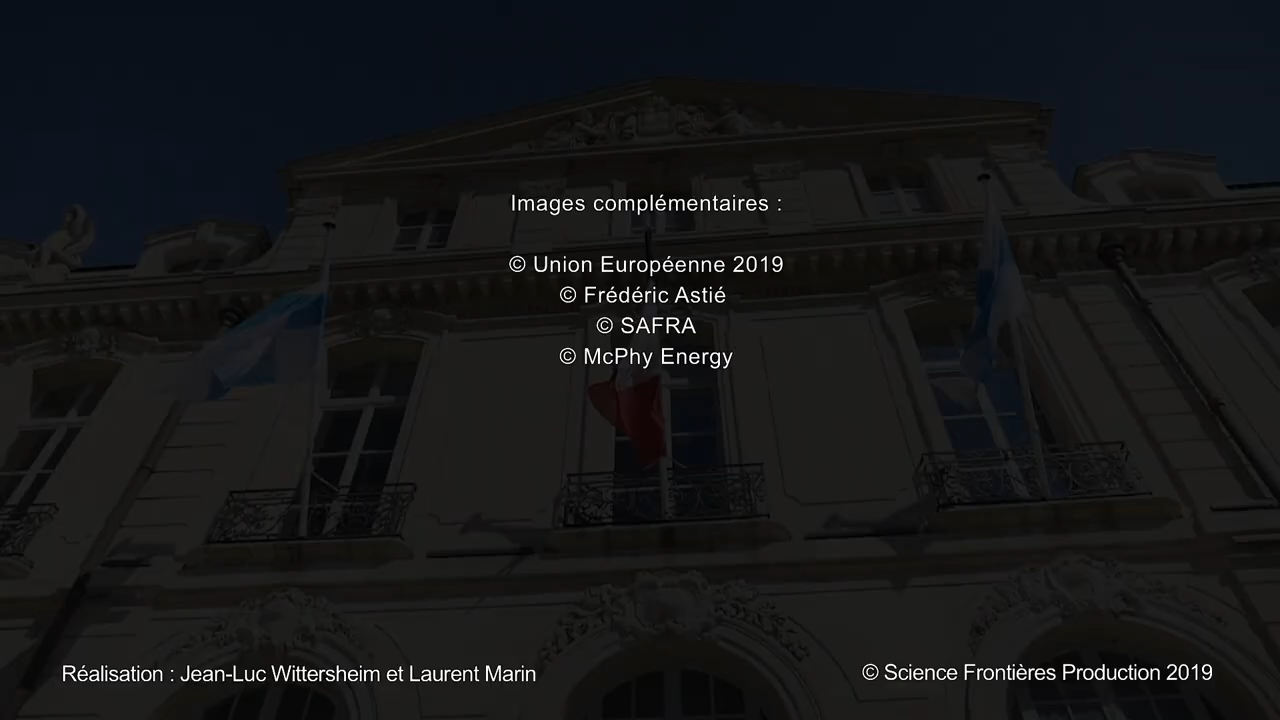 Images complémentaires :
© Union Européenne 2019
© Frédéric Astié
© SAFRA
© McPhy Energy
Réalisation : Jean-Luc Wittersheim et Laurent Marin
© Science Frontières Production 2019